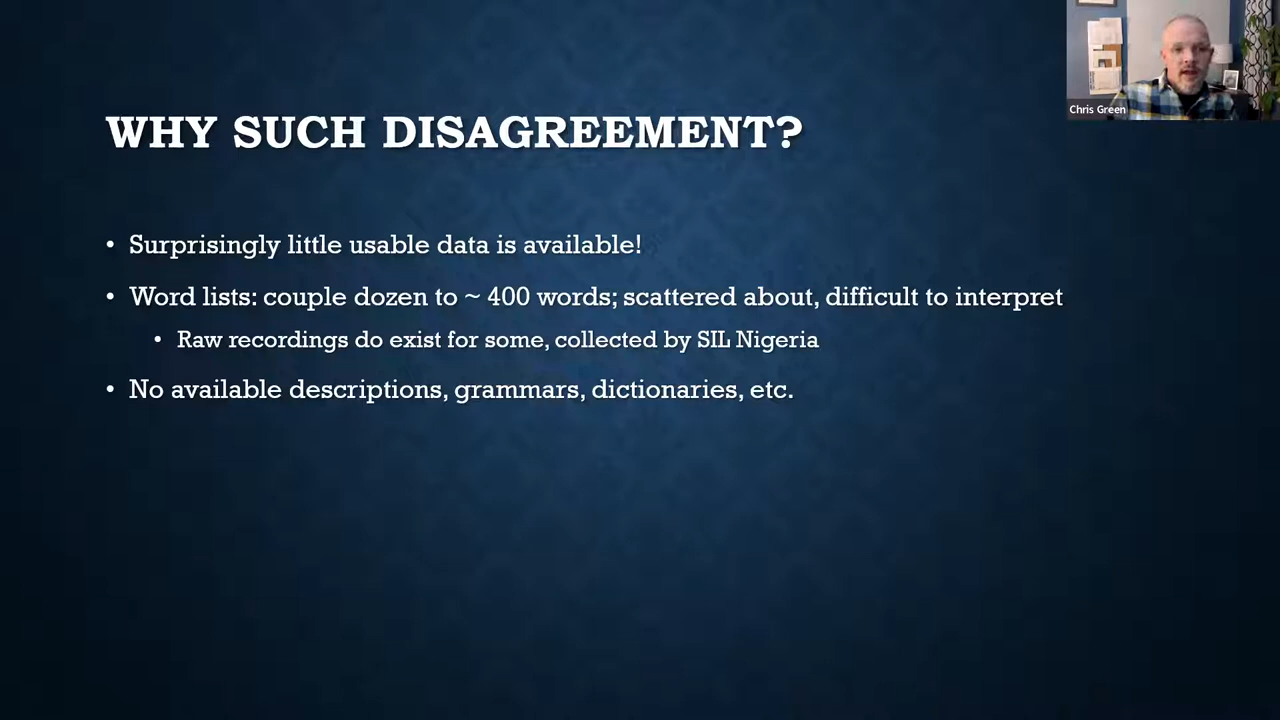 Chris Green
WHY SUCH DISAGREEMENT?
• Surprisingly little usable data is available!
• Word lists: couple dozen to ~ 400 words; scattered about, difficult to interpret
• Raw recordings do exist for some, collected by SIL Nigeria
• No available descriptions, grammars, dictionaries, etc.